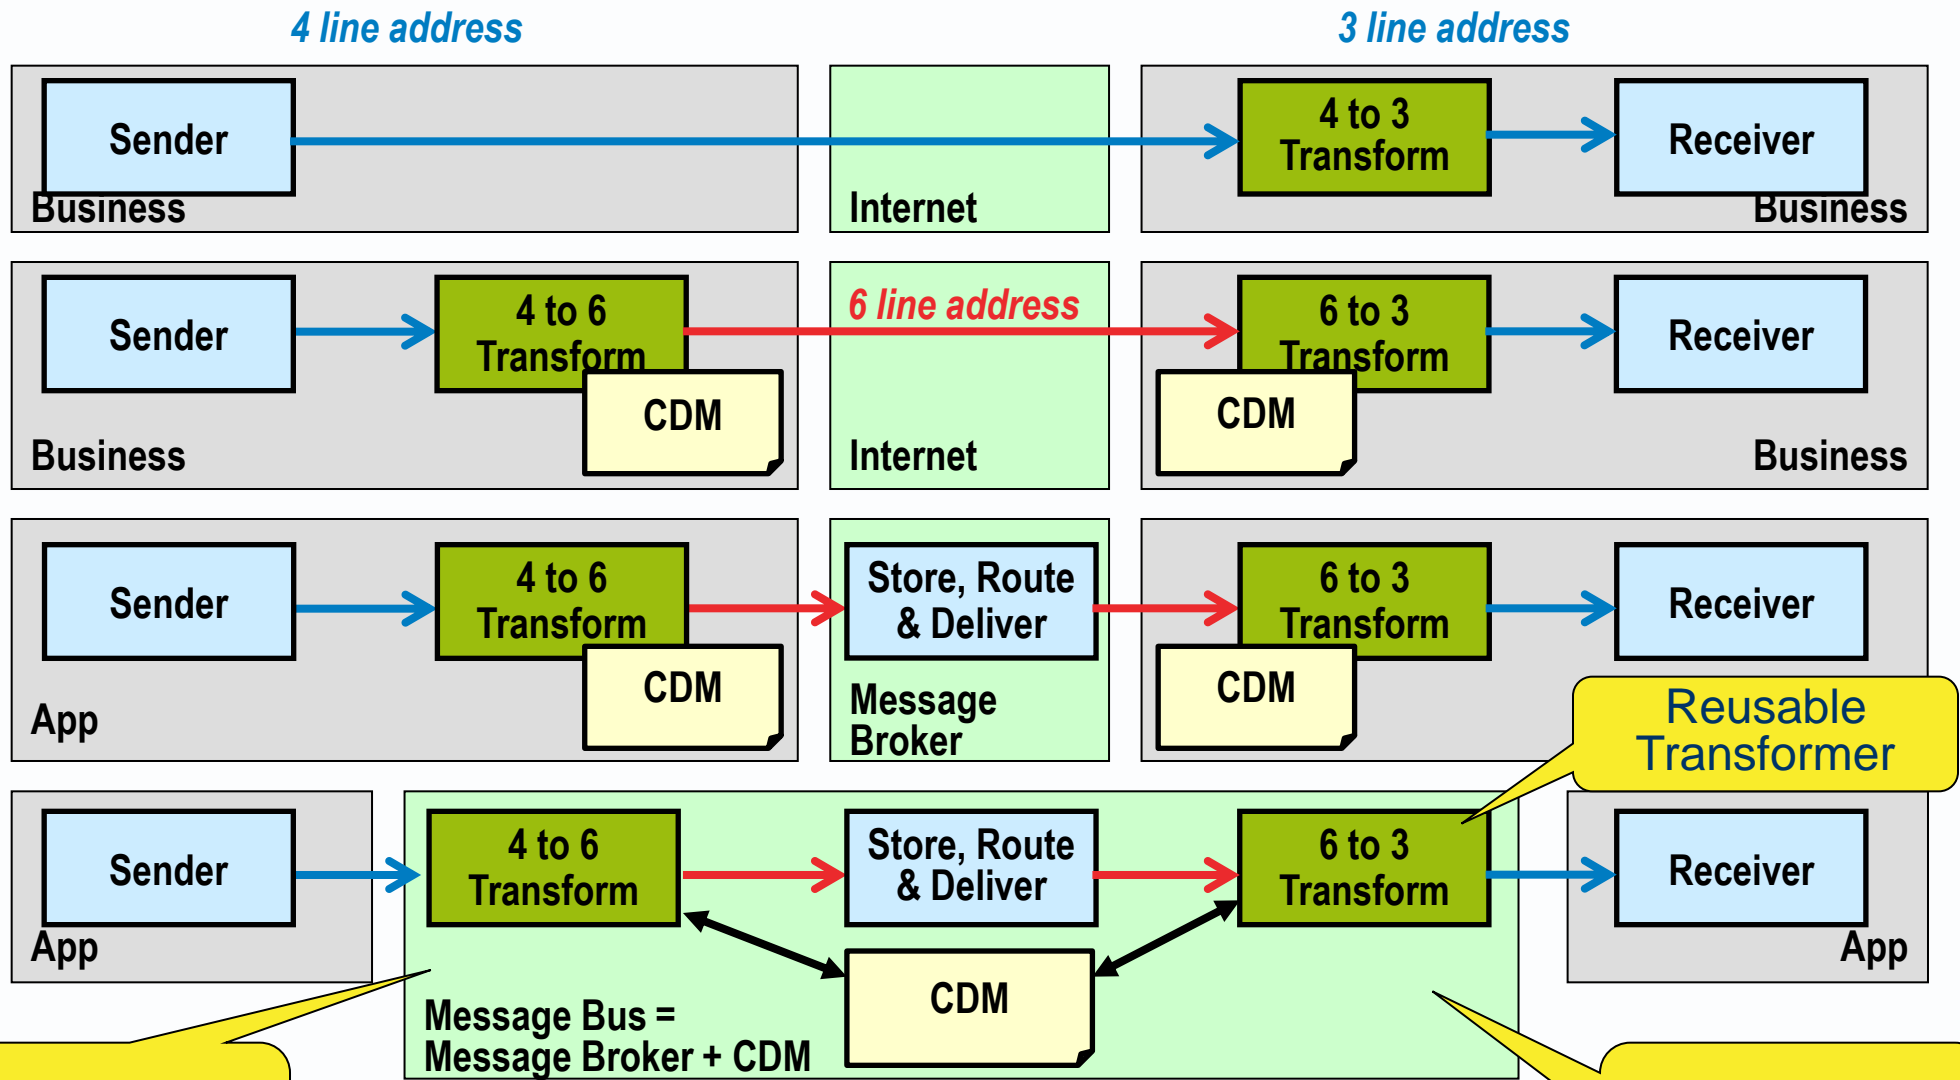 4 line address
3 line address
Sender
4 to 3
Transform
Receiver
Business
Internet
Business
Sender
4 to 6
Transform
6 line address
6 to 3
Transform
Receiver
CDM
CDM
Business
Internet
Business
Sender
4 to 6
Transform
Store, Route
& Deliver
6 to 3
Transform
Receiver
CDM
CDM
App
Message
Broker
Reusable
Transformer
Sender
4 to 6
Transform
Store, Route
& Deliver
6 to 3
Transform
Receiver
App
App
CDM
Message Bus =
Message Broker + CDM